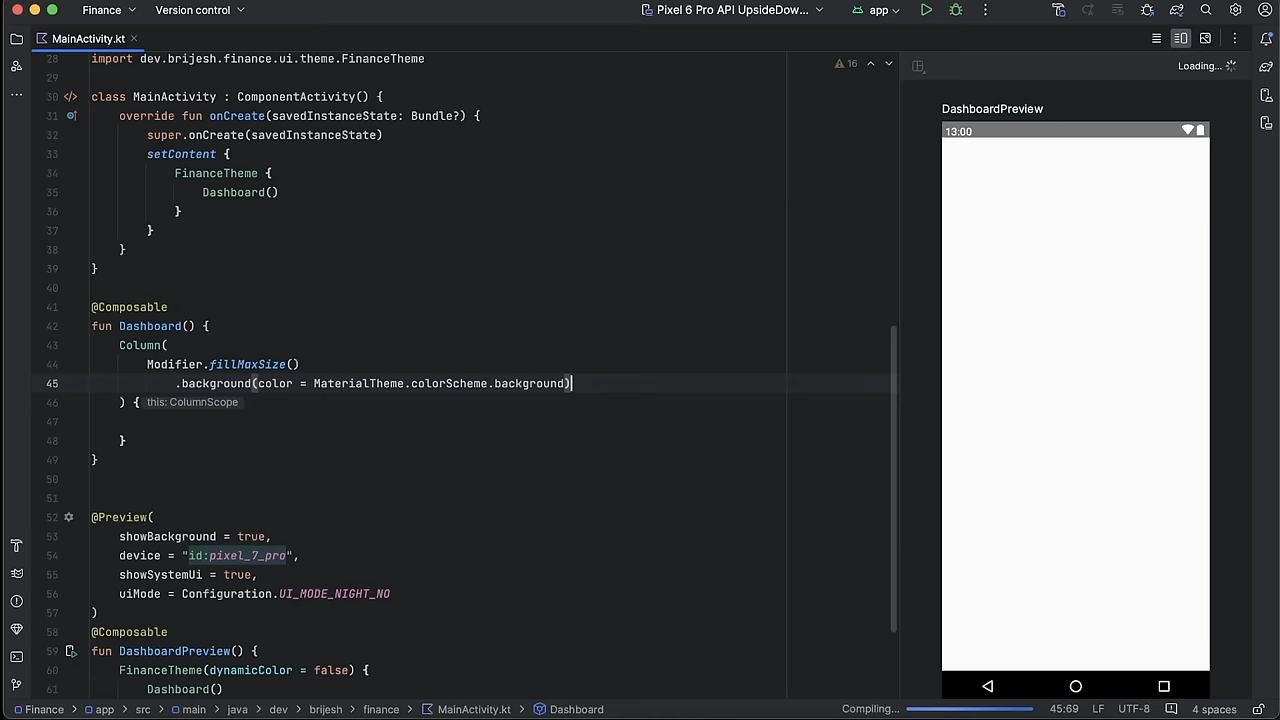 Finance
Version control
Pixel 6 Pro API UpsideDow...
app
MainActivity.kt
28 import dev.brijesh.finance.ui.theme.FinanceTheme
29
30 class MainActivity : ComponentActivity() {
31 override fun onCreate(savedInstanceState: Bundle?) {
32 super.onCreate(savedInstanceState)
33 setContent {
34 FinanceTheme {
35 Dashboard()
36 }
37 }
38 }
39 }
40
41 @Composable
42 fun Dashboard() {
43 Column(
44 Modifier.fillMaxSize()
45 .background(color = MaterialTheme.colorScheme.background)
46 ) { this: ColumnScope
47
48 }
49 }
50
51
52 @Preview(
53 showBackground = true,
54 device = "id:pixel_7_pro",
55 showSystemUi = true,
56 uiMode = Configuration.UI_MODE_NIGHT_NO
57 )
58 @Composable
59 fun DashboardPreview() {
60 FinanceTheme(dynamicColor = false) {
61 Dashboard()
16
Loading...
DashboardPreview
13:00
Finance
app
src
main
java
dev
brijesh
finance
MainActivity.kt
Dashboard
Compiling...
45:69
LF
UTF-8
4 spaces